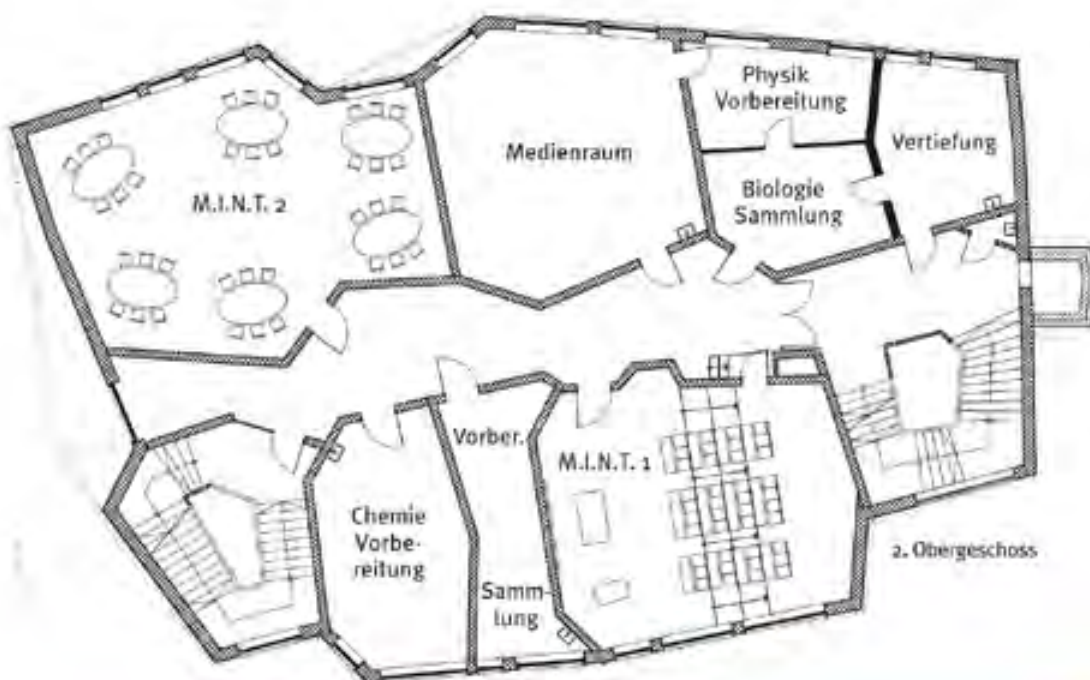 Physik
Vorbereitung
Medienraum
Vertiefung
M.I.N.T. 2
Biologie
Sammlung
Vorber.
M.I.N.T. 1
Chemie
Vorbe-
reitung
2. Obergeschoss
Samm-
lung